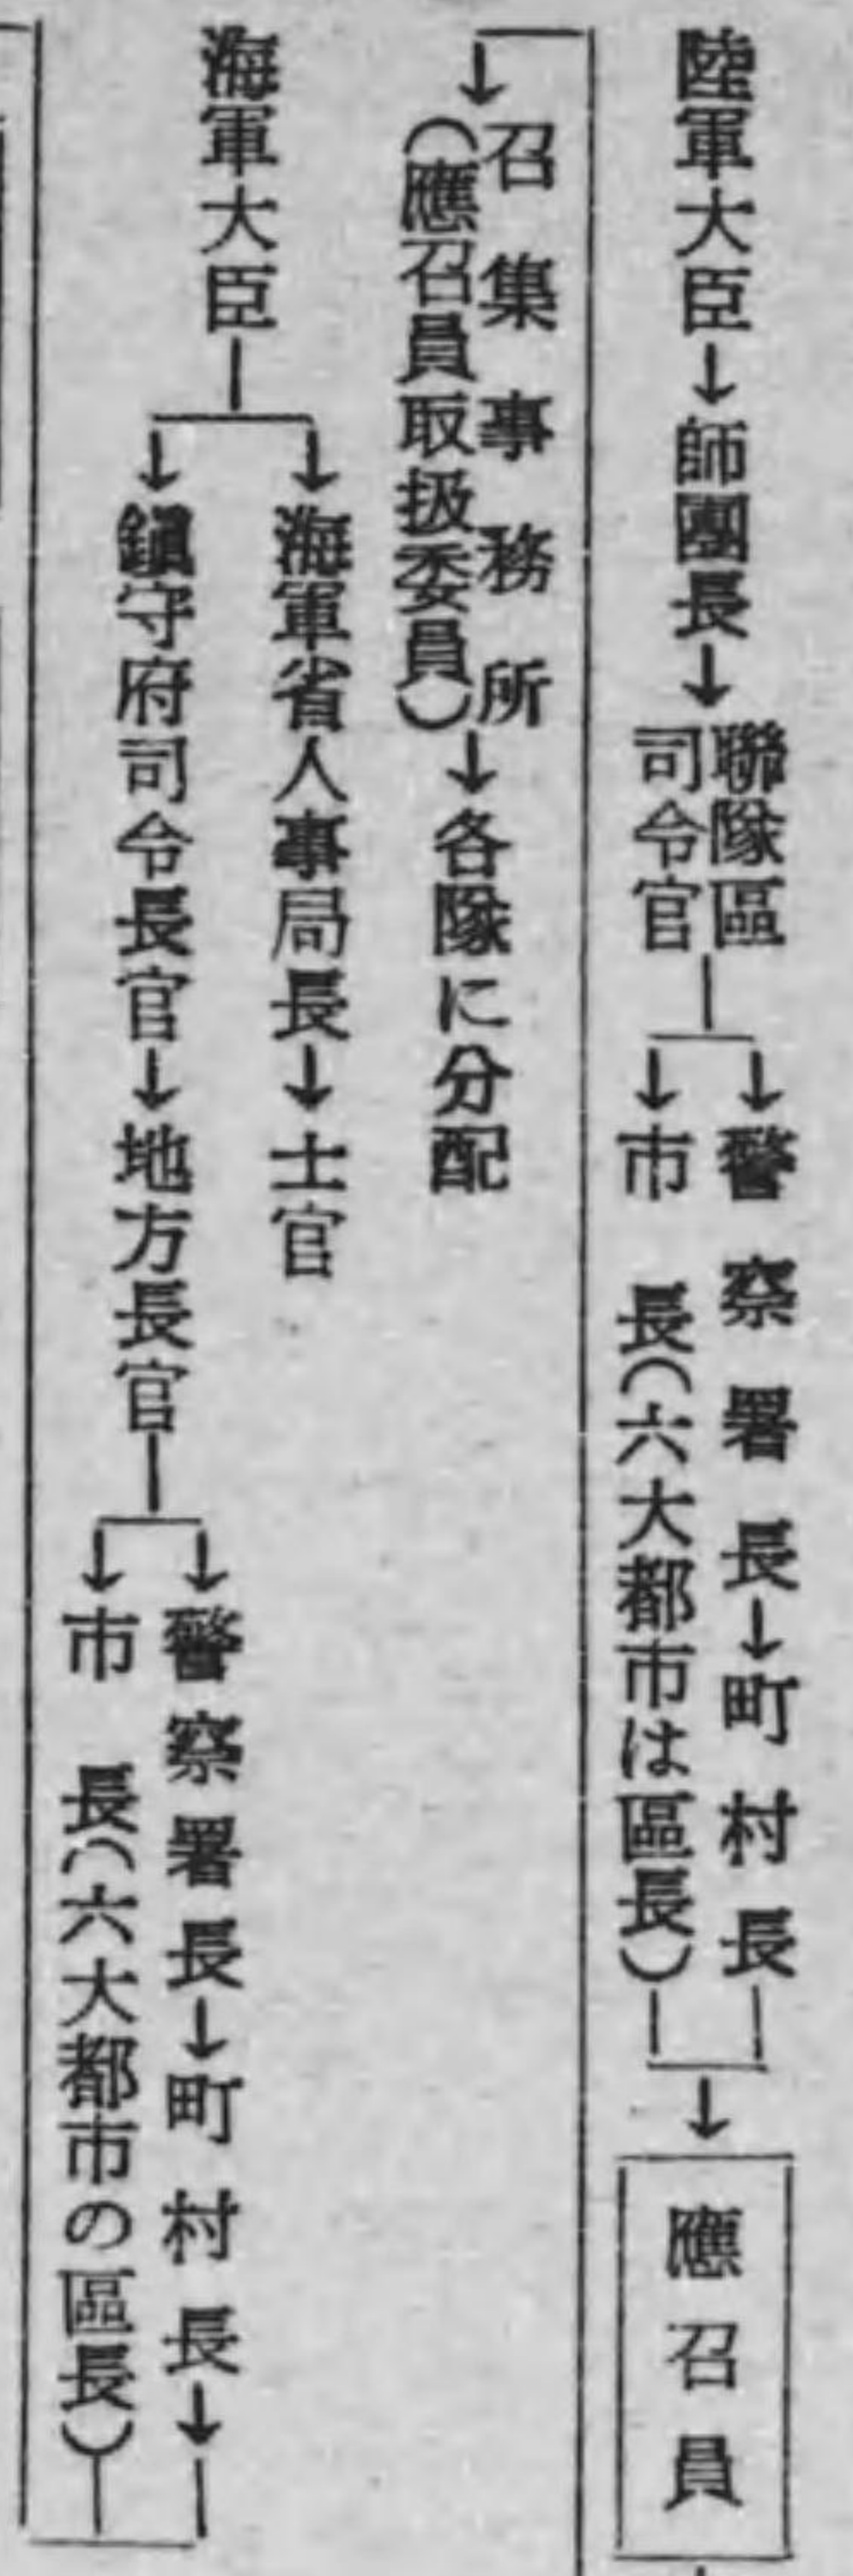 陸軍大臣→師團長→聯隊區司令官
→警察署長→町村長
→市長（六大都市は區長）
→應召員
→召集事務所
（應召員取扱委員）
→各隊に分配
海軍大臣
→海軍省人事局長→士官
→鎭守府司令長官→地方長官
→警察署長→町村長→
→市長（六大都市の區長）